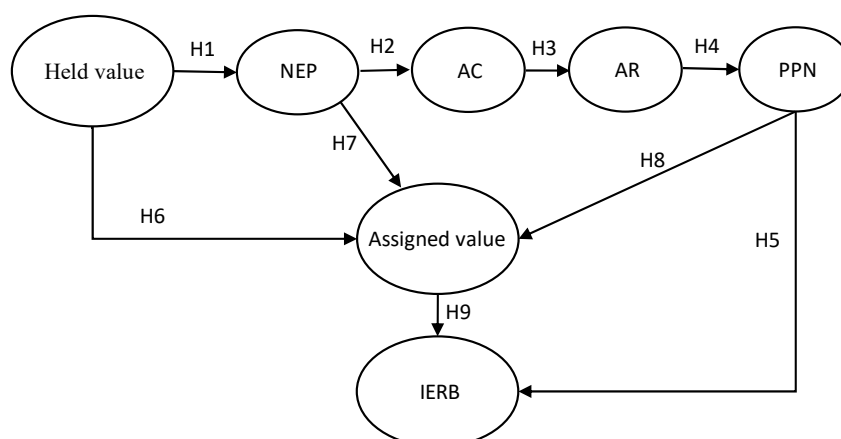 Held value
H1
NEP
H2
AC
H3
AR
H4
PPN
H7
H8
H6
Assigned value
H5
H9
IERB